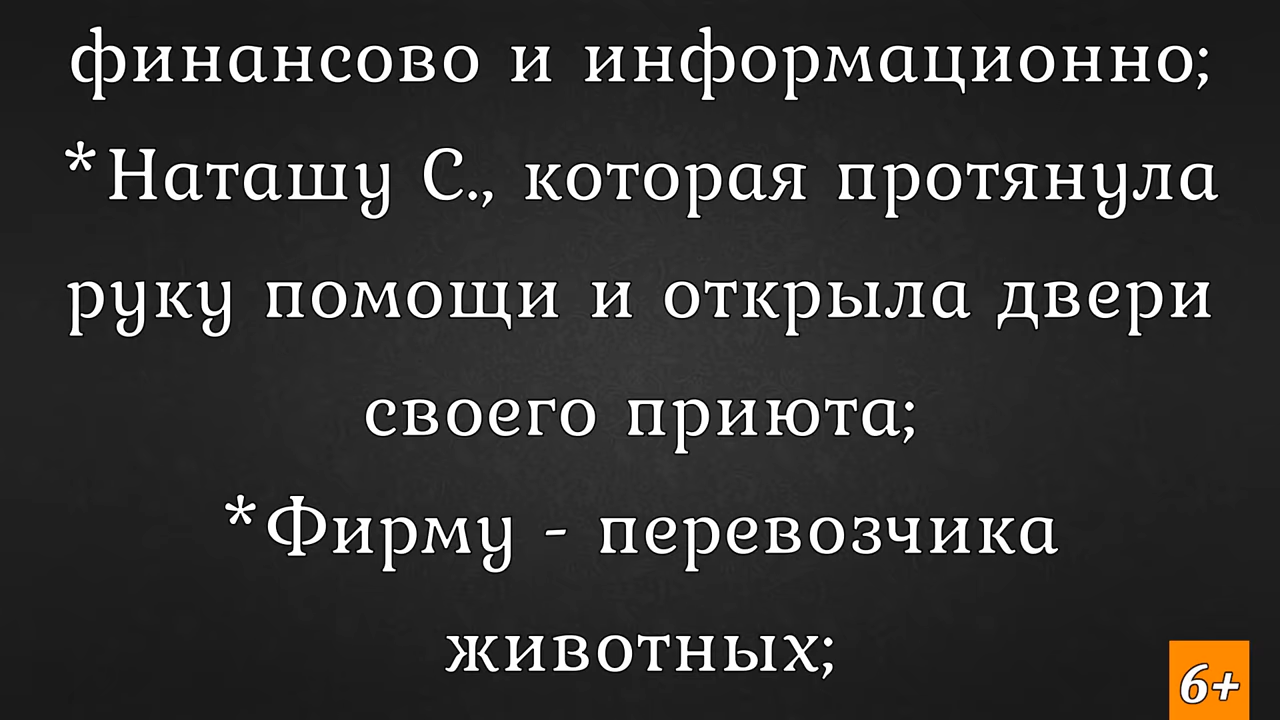 финансово и информационно;
*Наташу С., которая протянула
руку помощи и открыла двери
своего приюта;
*Фирму - перевозчика
животных;
6+